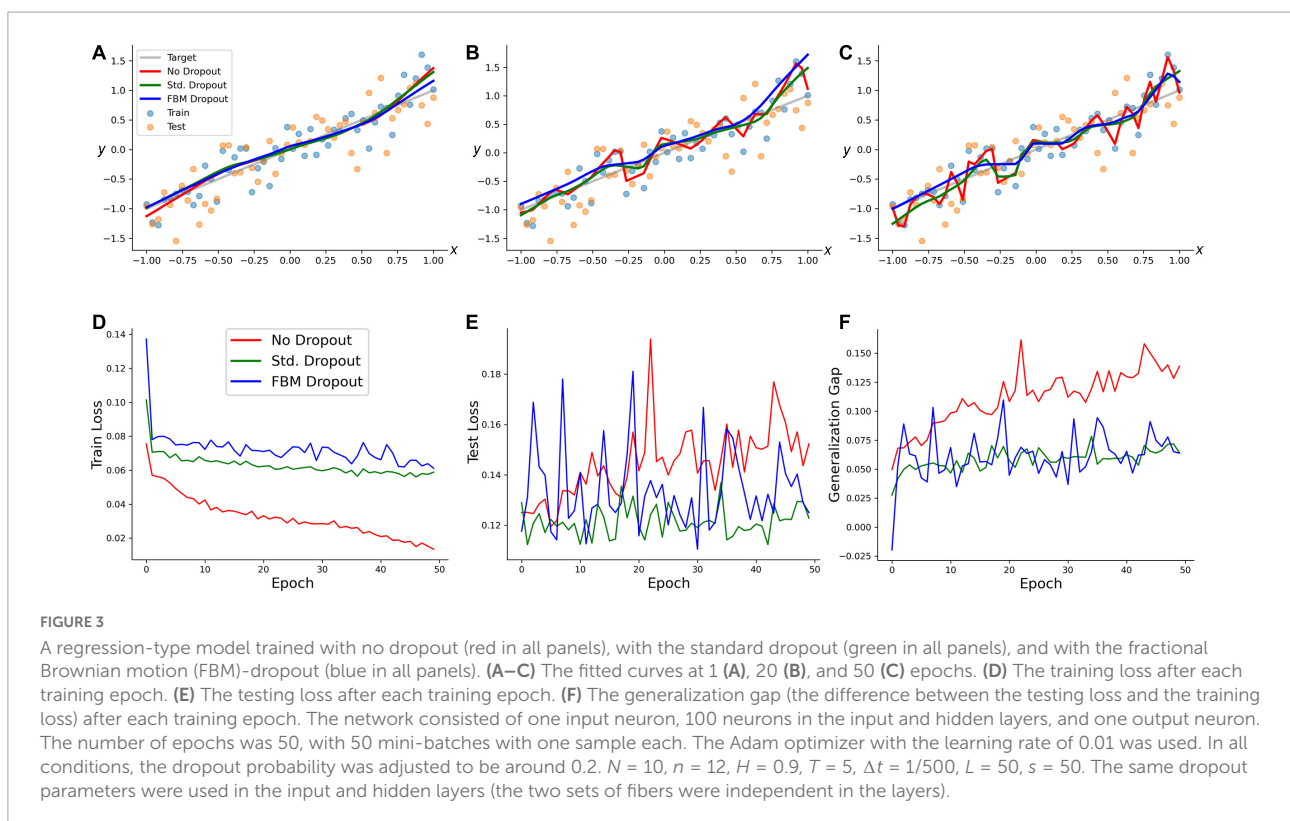 A
Target
No Dropout
Std. Dropout
FBM Dropout
Train
Test
1.5
1.0
0.5
y 0.0
−0.5
−1.0
−1.5
−1.00 −0.75 −0.50 −0.25 0.00 0.25 0.50 0.75 1.00
x
B
1.5
1.0
0.5
y 0.0
−0.5
−1.0
−1.5
−1.00 −0.75 −0.50 −0.25 0.00 0.25 0.50 0.75 1.00
x
C
1.5
1.0
0.5
y 0.0
−0.5
−1.0
−1.5
−1.00 −0.75 −0.50 −0.25 0.00 0.25 0.50 0.75 1.00
x
D
No Dropout
Std. Dropout
FBM Dropout
0.14
0.12
0.10
0.08
0.06
0.04
0.02
Train Loss
0 10 20 30 40 50
Epoch
E
0.18
0.16
0.14
0.12
Test Loss
0 10 20 30 40 50
Epoch
F
0.150
0.125
0.100
0.075
0.050
0.025
0.000
−0.025
Generalization Gap
0 10 20 30 40 50
Epoch
FIGURE 3
A regression-type model trained with no dropout (red in all panels), with the standard dropout (green in all panels), and with the fractional
Brownian motion (FBM)-dropout (blue in all panels). (A–C) The fitted curves at 1 (A), 20 (B), and 50 (C) epochs. (D) The training loss after each
training epoch. (E) The testing loss after each training epoch. (F) The generalization gap (the difference between the testing loss and the training
loss) after each training epoch. The network consisted of one input neuron, 100 neurons in the input and hidden layers, and one output neuron.
The number of epochs was 50, with 50 mini-batches with one sample each. The Adam optimizer with the learning rate of 0.01 was used. In all
conditions, the dropout probability was adjusted to be around 0.2. N = 10, n = 12, H = 0.9, T = 5, Δt = 1/500, L = 50, s = 50. The same dropout
parameters were used in the input and hidden layers (the two sets of fibers were independent in the layers).